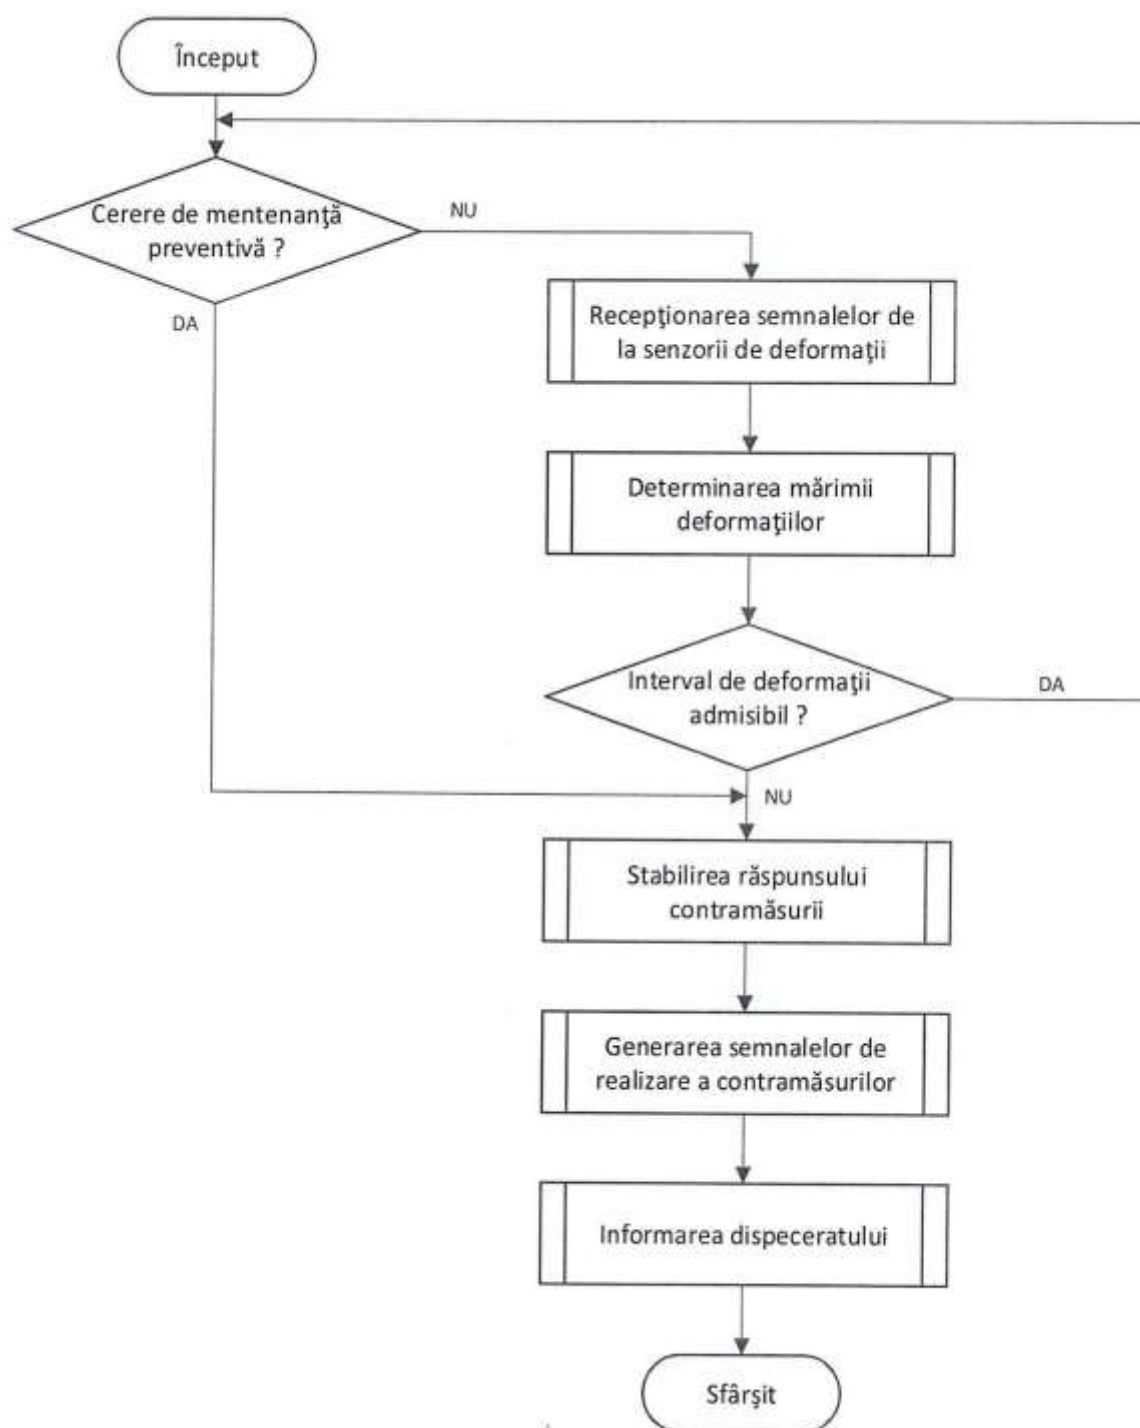 Început
Cerere de mentenanţă
preventivă ?
NU
DA
Recepţionarea semnalelor de
la senzorii de deformaţii
Determinarea mărimii
deformaţiilor
Interval de deformaţii
admisibil ?
DA
NU
Stabilirea răspunsului
contramăsurii
Generarea semnalelor de
realizare a contramăsurilor
Informarea dispeceratului
Sfârşit